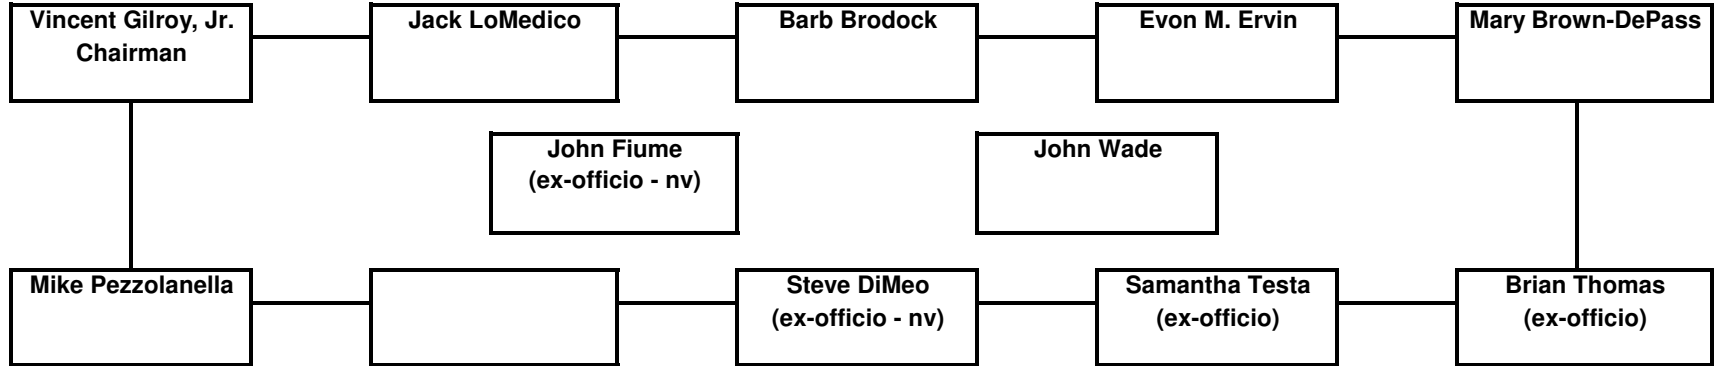 Vincent Gilroy, Jr.
Chairman
Jack LoMedico
Barb Brodock
Evon M. Ervin
Mary Brown-DePass
John Fiume
(ex-officio - nv)
John Wade
Mike Pezzolanella
Steve DiMeo
(ex-officio - nv)
Samantha Testa
(ex-officio)
Brian Thomas
(ex-officio)